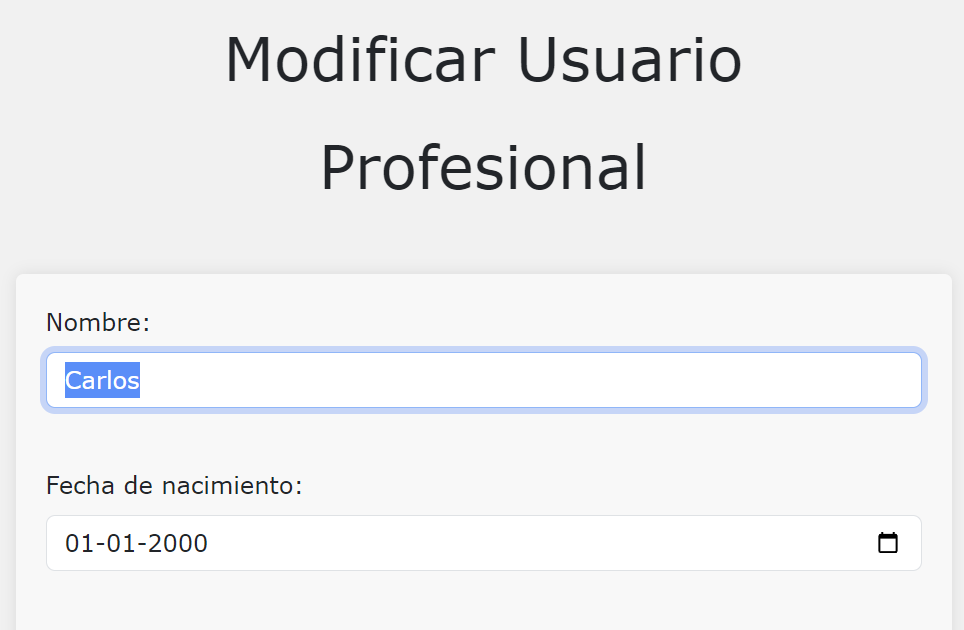 Modificar Usuario
Profesional
Nombre:
Carlos
Fecha de nacimiento:
01-01-2000